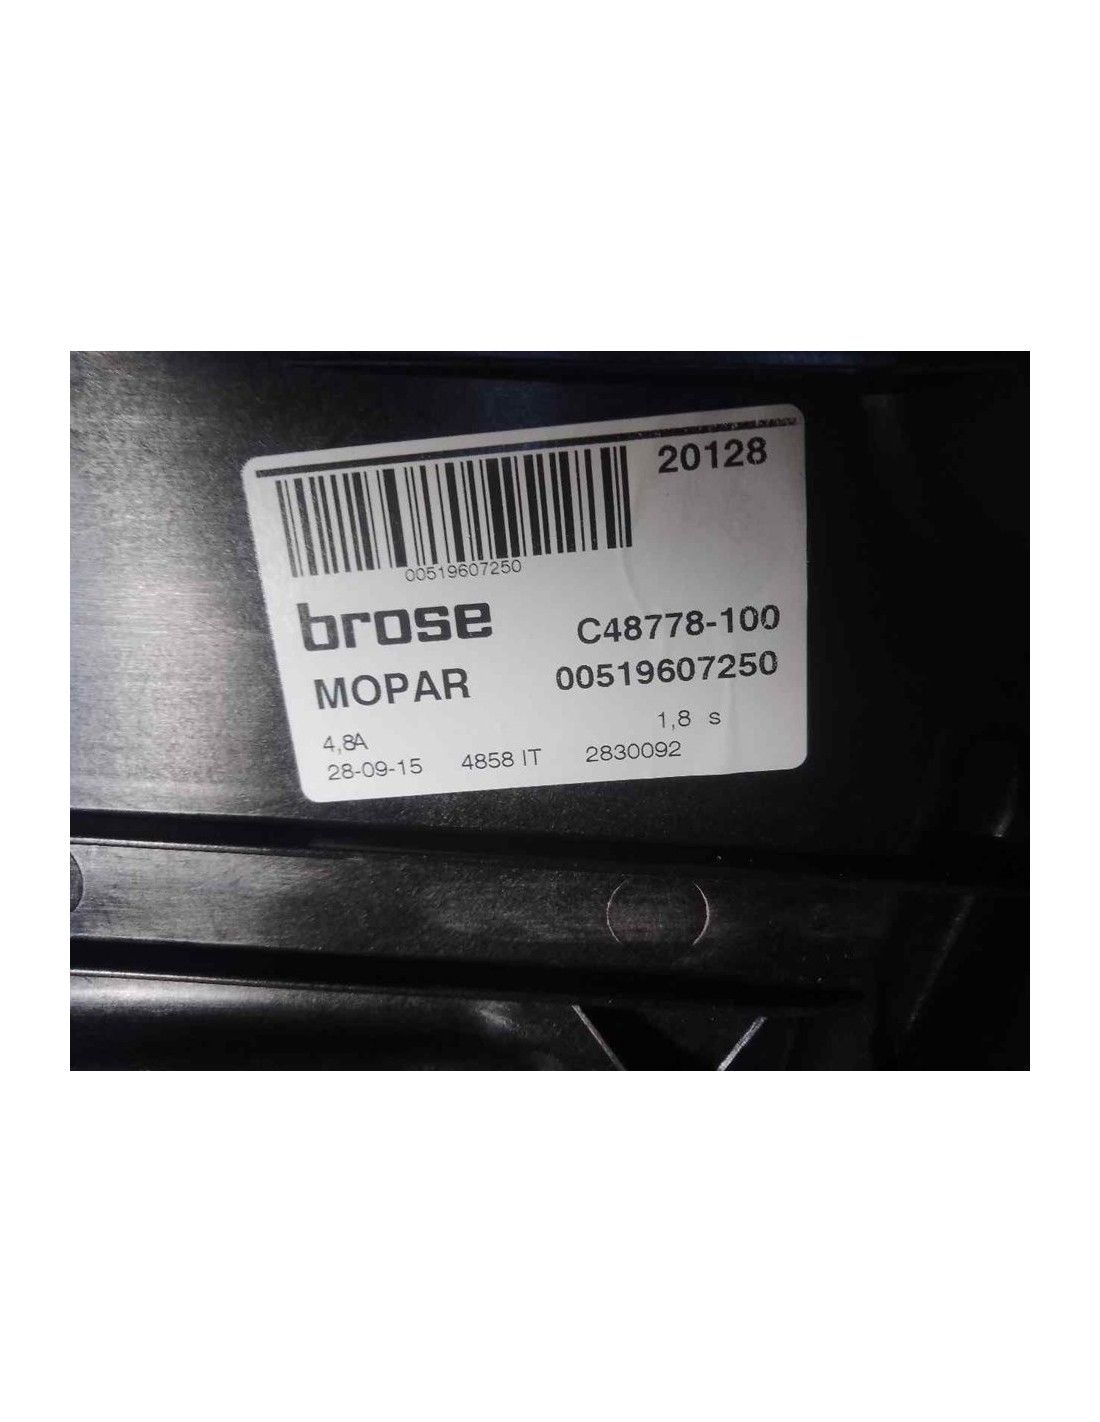 20128
00519607250
brose C48778-100
MOPAR 00519607250
4,8A 1,8 s
28-09-15 4858 IT 2830092